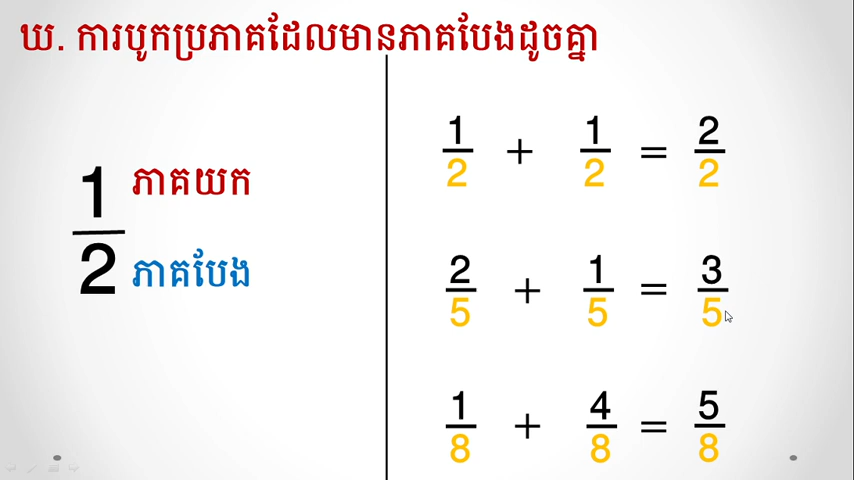 ឃ. ការបូកប្រភាគដែលមានភាគបែងដូចគ្នា
1/2
ភាគយក
ភាគបែង
1/2 + 1/2 = 2/2
2/5 + 1/5 = 3/5
1/8 + 4/8 = 5/8